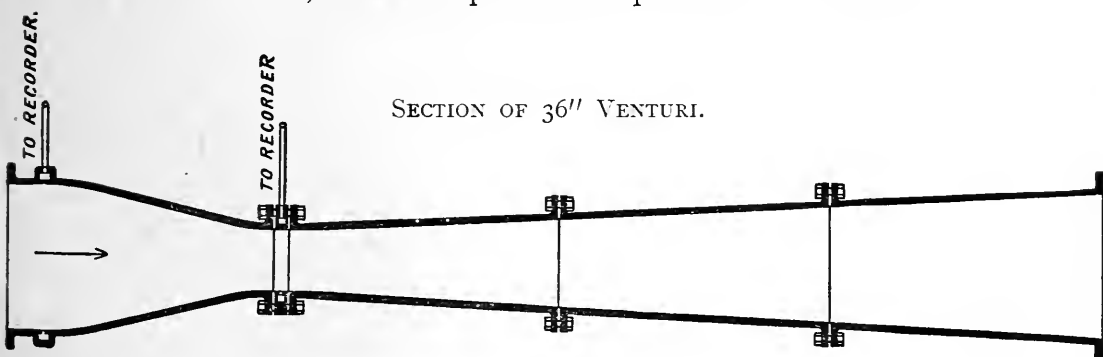 TO RECORDER.
TO RECORDER
SECTION OF 36" VENTURI.